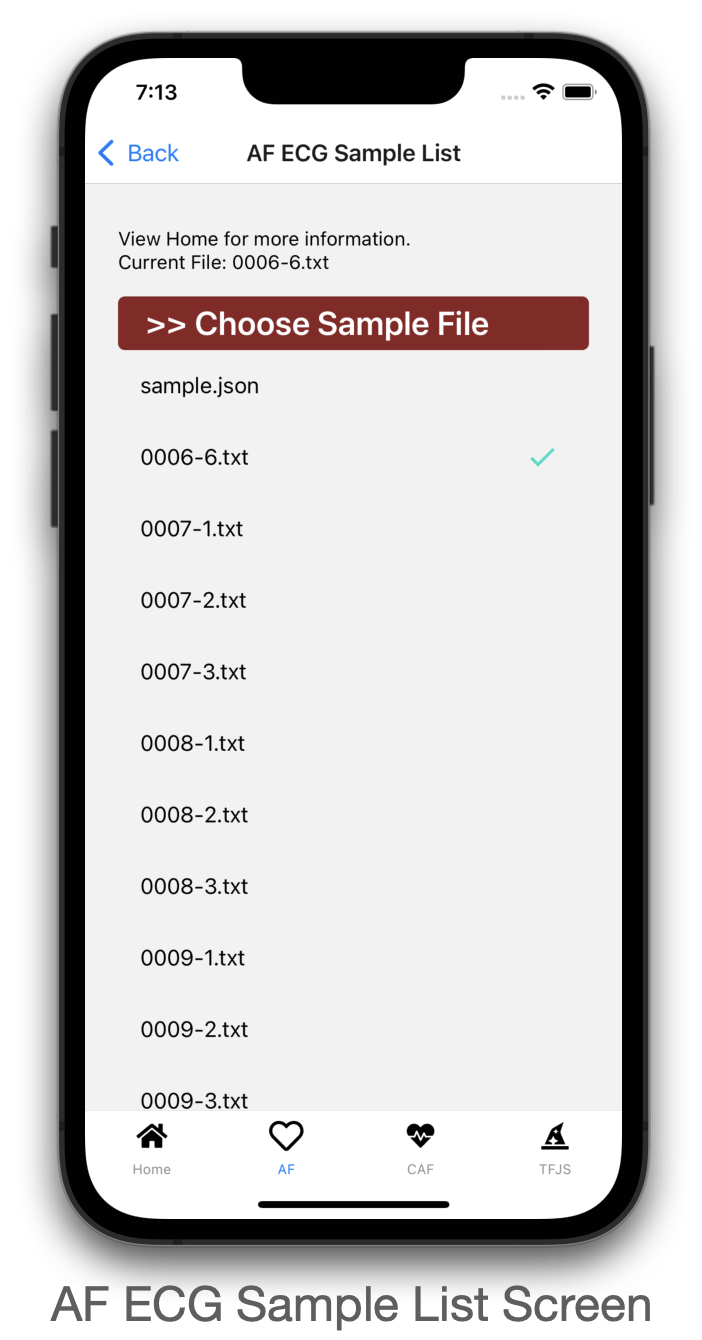 7:13
Back
AF ECG Sample List
View Home for more information.
Current File: 0006-6.txt
>> Choose Sample File
sample.json
0006-6.txt
0007-1.txt
0007-2.txt
0007-3.txt
0008-1.txt
0008-2.txt
0008-3.txt
0009-1.txt
0009-2.txt
0009-3.txt
Home
AF
CAF
TFJS
AF ECG Sample List Screen